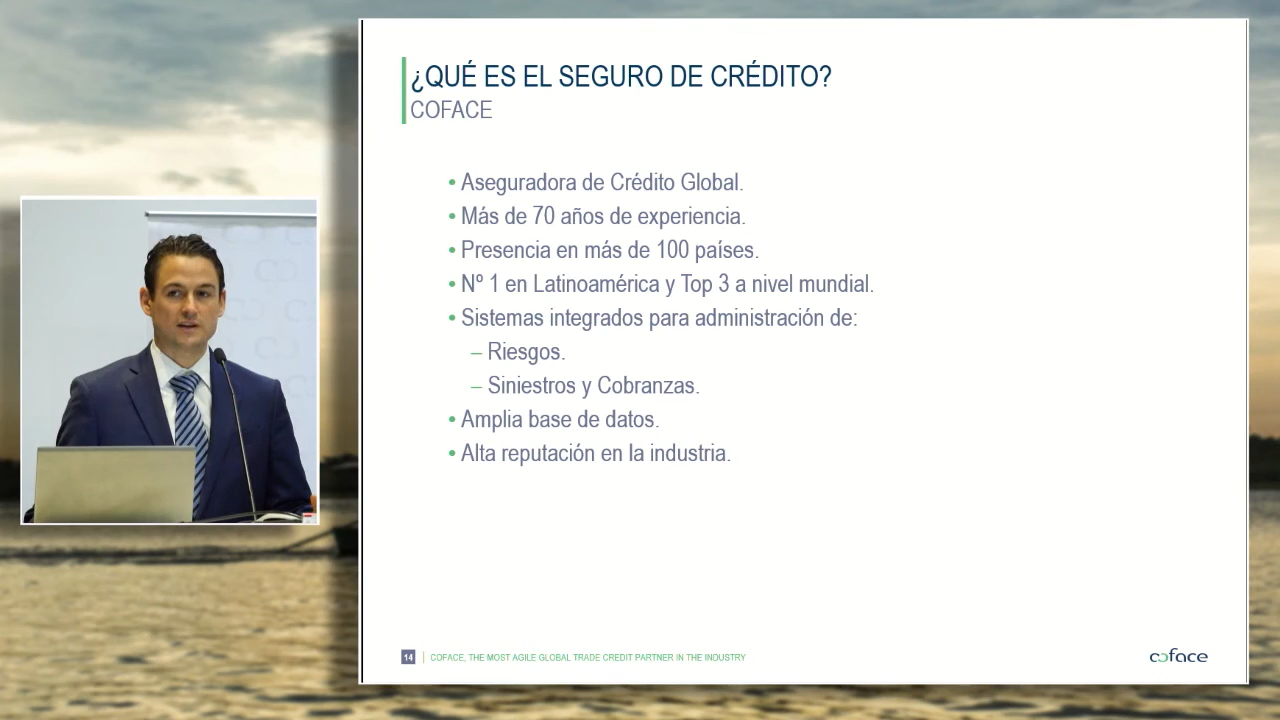 ¿QUÉ ES EL SEGURO DE CRÉDITO?
COFACE
• Aseguradora de Crédito Global.
• Más de 70 años de experiencia.
• Presencia en más de 100 países.
• Nº 1 en Latinoamérica y Top 3 a nivel mundial.
• Sistemas integrados para administración de:
– Riesgos.
– Siniestros y Cobranzas.
• Amplia base de datos.
• Alta reputación en la industria.
14 | COFACE, THE MOST AGILE GLOBAL TRADE CREDIT PARTNER IN THE INDUSTRY
coface